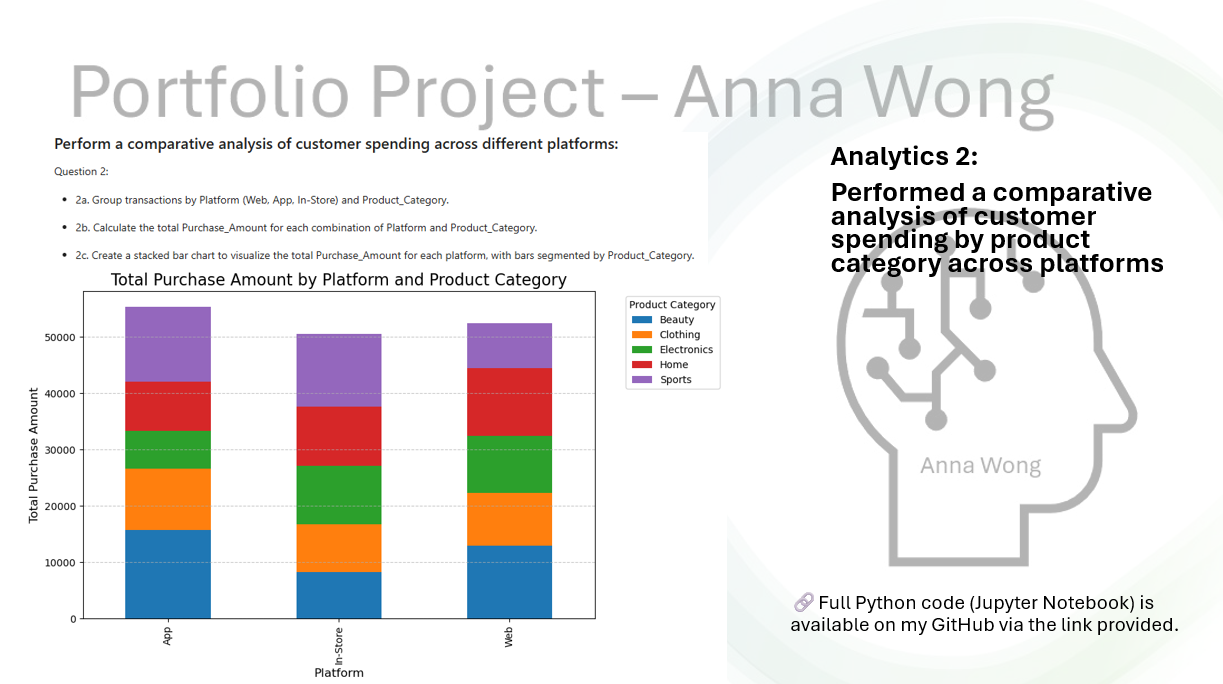 Portfolio Project – Anna Wong
Perform a comparative analysis of customer spending across different platforms:
Question 2:
• 2a. Group transactions by Platform (Web, App, In-Store) and Product_Category.
• 2b. Calculate the total Purchase_Amount for each combination of Platform and Product_Category.
• 2c. Create a stacked bar chart to visualize the total Purchase_Amount for each platform, with bars segmented by Product_Category.
Total Purchase Amount by Platform and Product Category
Total Purchase Amount
50000
40000
30000
20000
10000
0
App
In-Store
Web
Platform
Product Category
Beauty
Clothing
Electronics
Home
Sports
Analytics 2:
Performed a comparative
analysis of customer
spending by product
category across platforms
Anna Wong
🔗 Full Python code (Jupyter Notebook) is
available on my GitHub via the link provided.